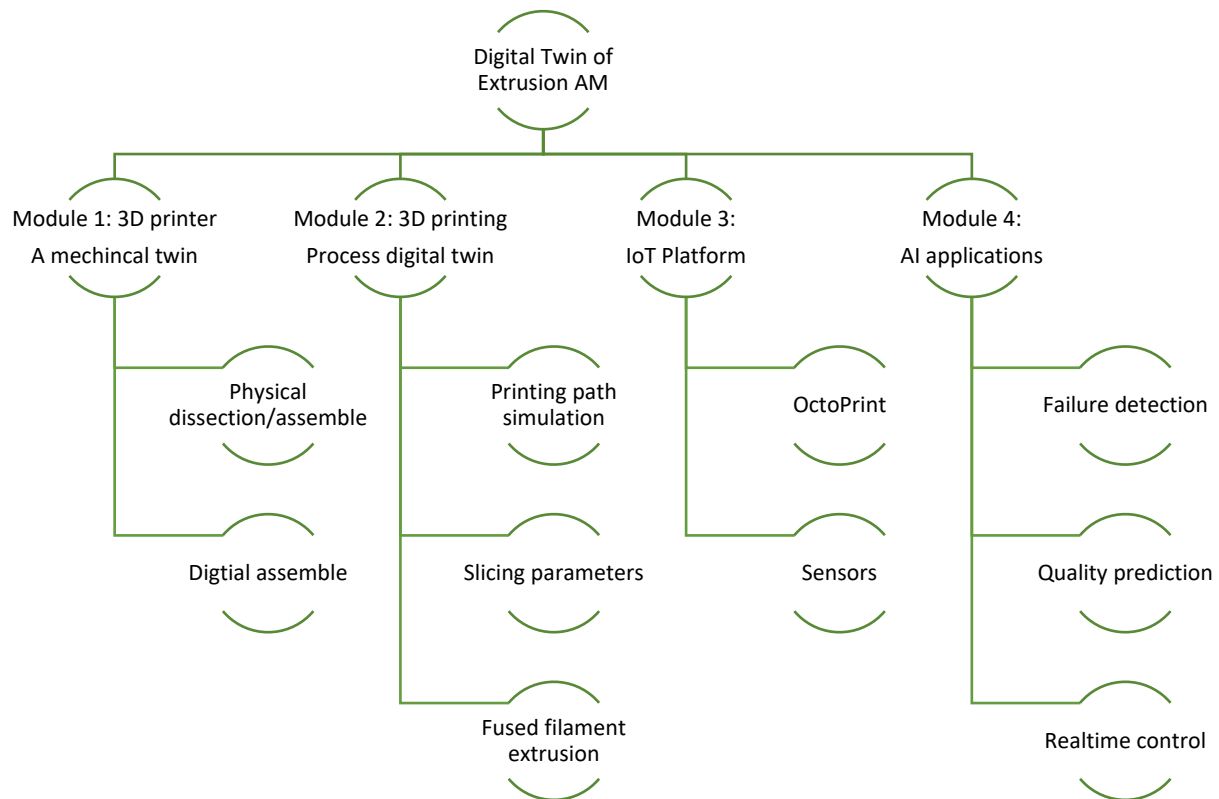 Digital Twin of
Extrusion AM
Module 1: 3D printer
A mechincal twin
Module 2: 3D printing
Process digital twin
Module 3:
IoT Platform
Module 4:
AI applications
Physical
dissection/assemble
Digtial assemble
Printing path
simulation
Slicing parameters
Fused filament
extrusion
OctoPrint
Sensors
Failure detection
Quality prediction
Realtime control